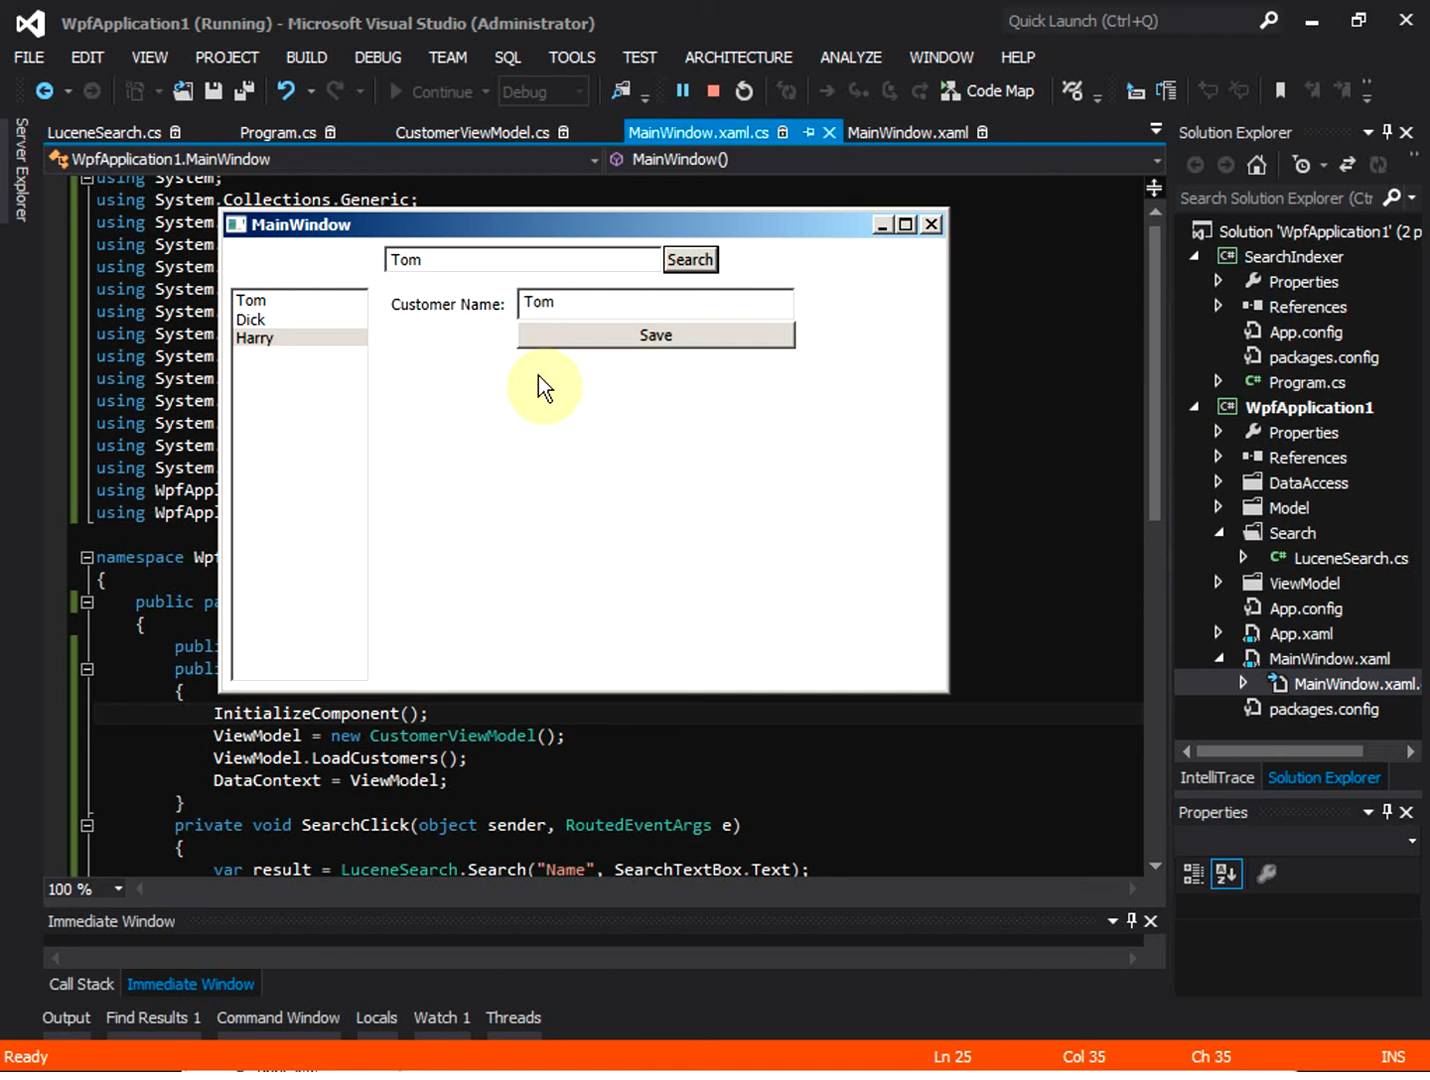 WpfApplication1 (Running) - Microsoft Visual Studio (Administrator)
Quick Launch (Ctrl+Q)
FILE EDIT VIEW PROJECT BUILD DEBUG TEAM SQL TOOLS TEST ARCHITECTURE ANALYZE WINDOW HELP
Continue Debug Code Map
Server Explorer
LuceneSearch.cs Program.cs CustomerViewModel.cs MainWindow.xaml.cs MainWindow.xaml
WpfApplication1.MainWindow MainWindow()
using System;
using System.Collections.Generic;
using System.
using System.
using System.
using System.
using System.
using System.
using System.
using System.
using System.
using System.
using System.
using System.
using WpfAppl
using WpfAppl
namespace Wpf
{
public pa
{
publi
publi
{
InitializeComponent();
ViewModel = new CustomerViewModel();
ViewModel.LoadCustomers();
DataContext = ViewModel;
}
private void SearchClick(object sender, RoutedEventArgs e)
{
var result = LuceneSearch.Search("Name", SearchTextBox.Text);
100 %
MainWindow
Tom Search
Tom
Dick
Harry
Customer Name: Tom
Save
Solution Explorer
Search Solution Explorer (Ctr
Solution 'WpfApplication1' (2 p
SearchIndexer
Properties
References
App.config
packages.config
Program.cs
WpfApplication1
Properties
References
DataAccess
Model
Search
LuceneSearch.cs
ViewModel
App.config
App.xaml
MainWindow.xaml
MainWindow.xaml.
packages.config
IntelliTrace Solution Explorer
Properties
Immediate Window
Call Stack Immediate Window
Output Find Results 1 Command Window Locals Watch 1 Threads
Ready Ln 25 Col 35 Ch 35 INS